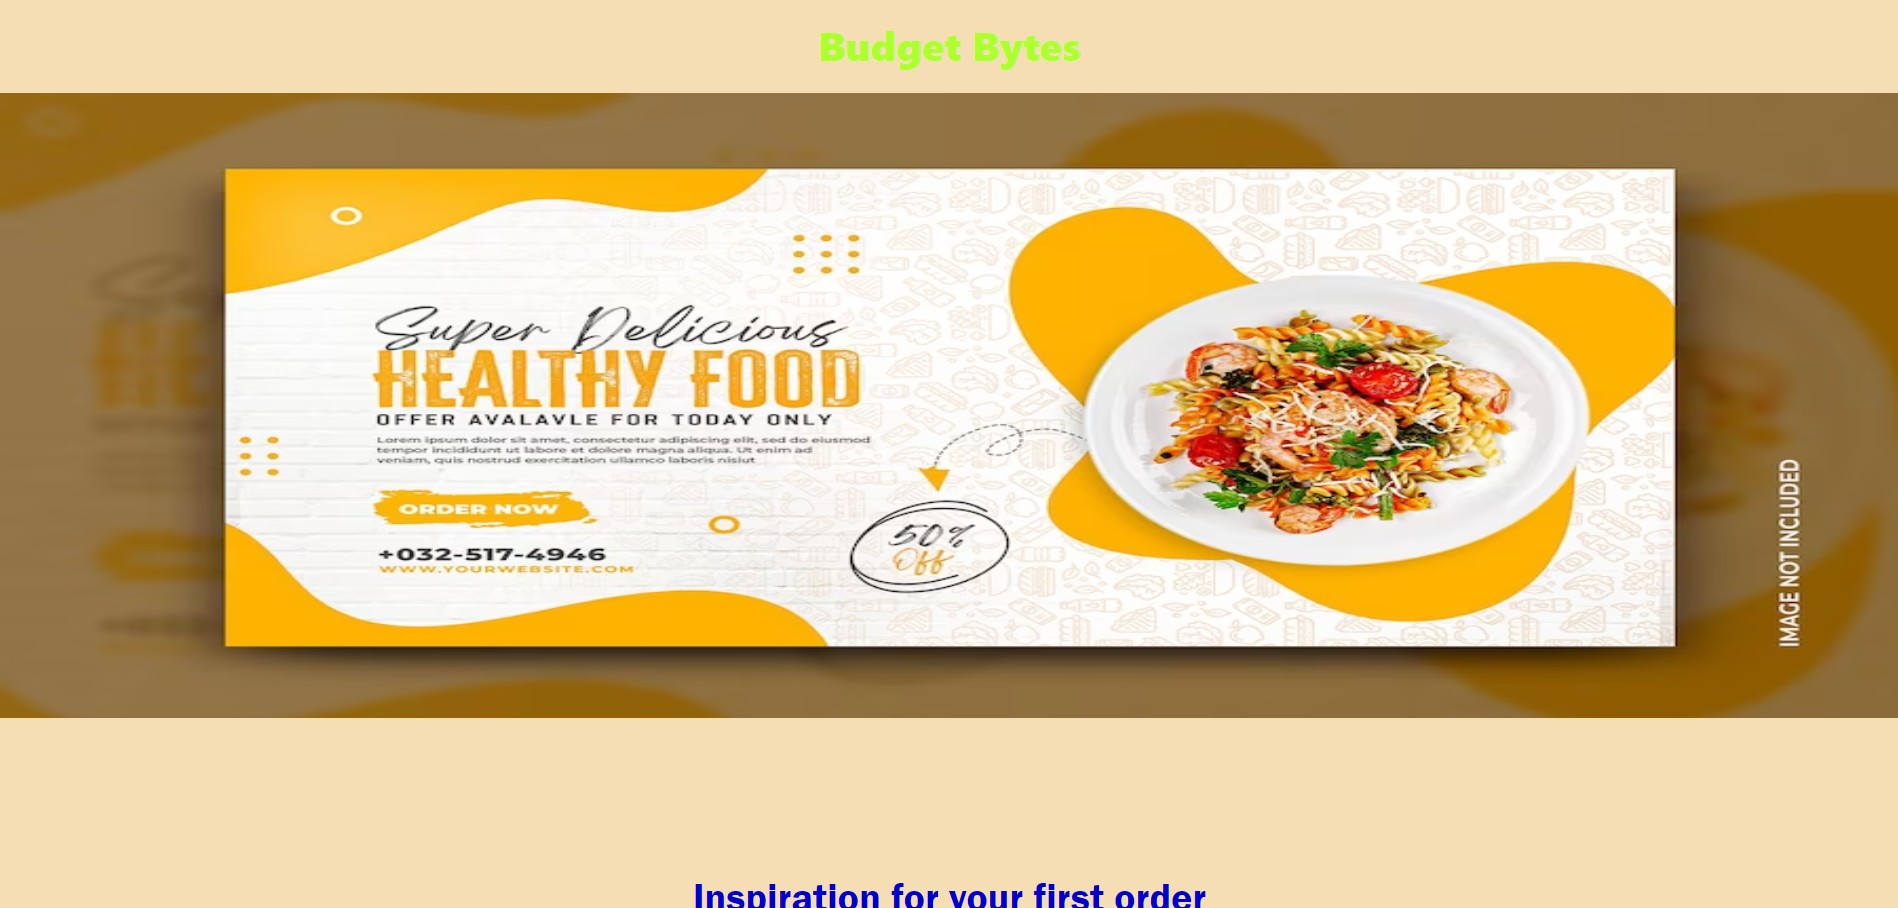 Budget Bytes
Super Delicious
HEALTHY FOOD
OFFER AVALAVLE FOR TODAY ONLY
Lorem ipsum dolor sit amet, consectetur adipiscing elit, sed do eiusmod
tempor incididunt ut labore et dolore magna aliqua. Ut enim ad
veniam, quis nostrud exercitation ullamco laboris nisiut
ORDER NOW
+032-517-4946
WWW.YOURWEBSITE.COM
50%
Off
IMAGE NOT INCLUDED
Inspiration for your first order